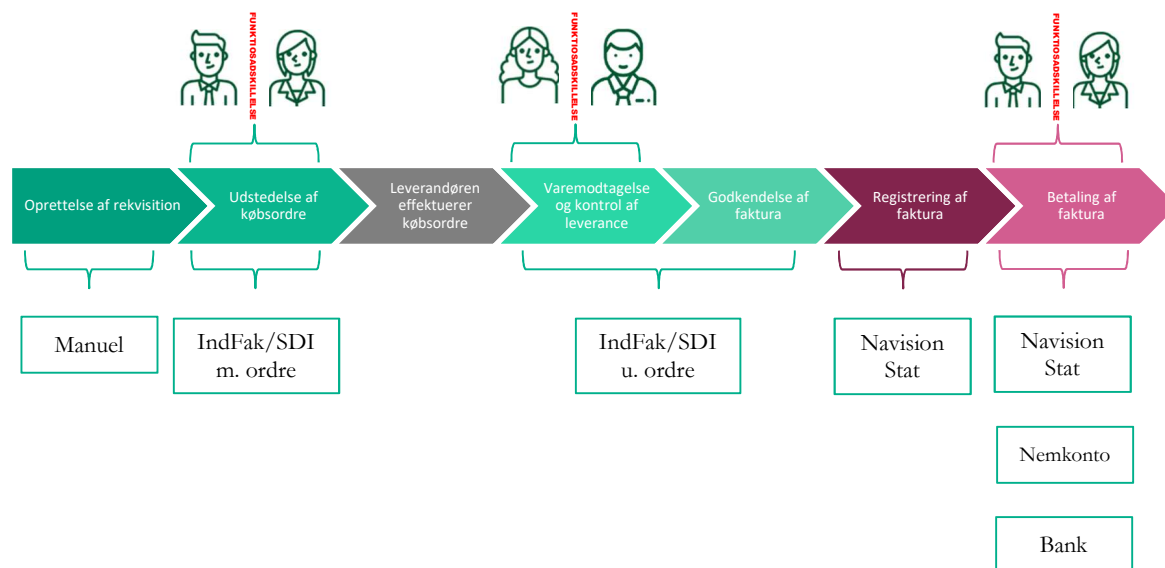 FUNKTIOSADSKILLELSE
FUNKTIOSADSKILLELSE
FUNKTIOSADSKILLELSE
Oprettelse af rekvisition
Udstedelse af
købsordre
Leverandøren
effektuerer
købsordre
Varemodtagelse
og kontrol af
leverance
Godkendelse af
faktura
Registrering af
faktura
Betaling af
faktura
Manuel
IndFak/SDI
m. ordre
IndFak/SDI
u. ordre
Navision
Stat
Navision
Stat
Nemkonto
Bank